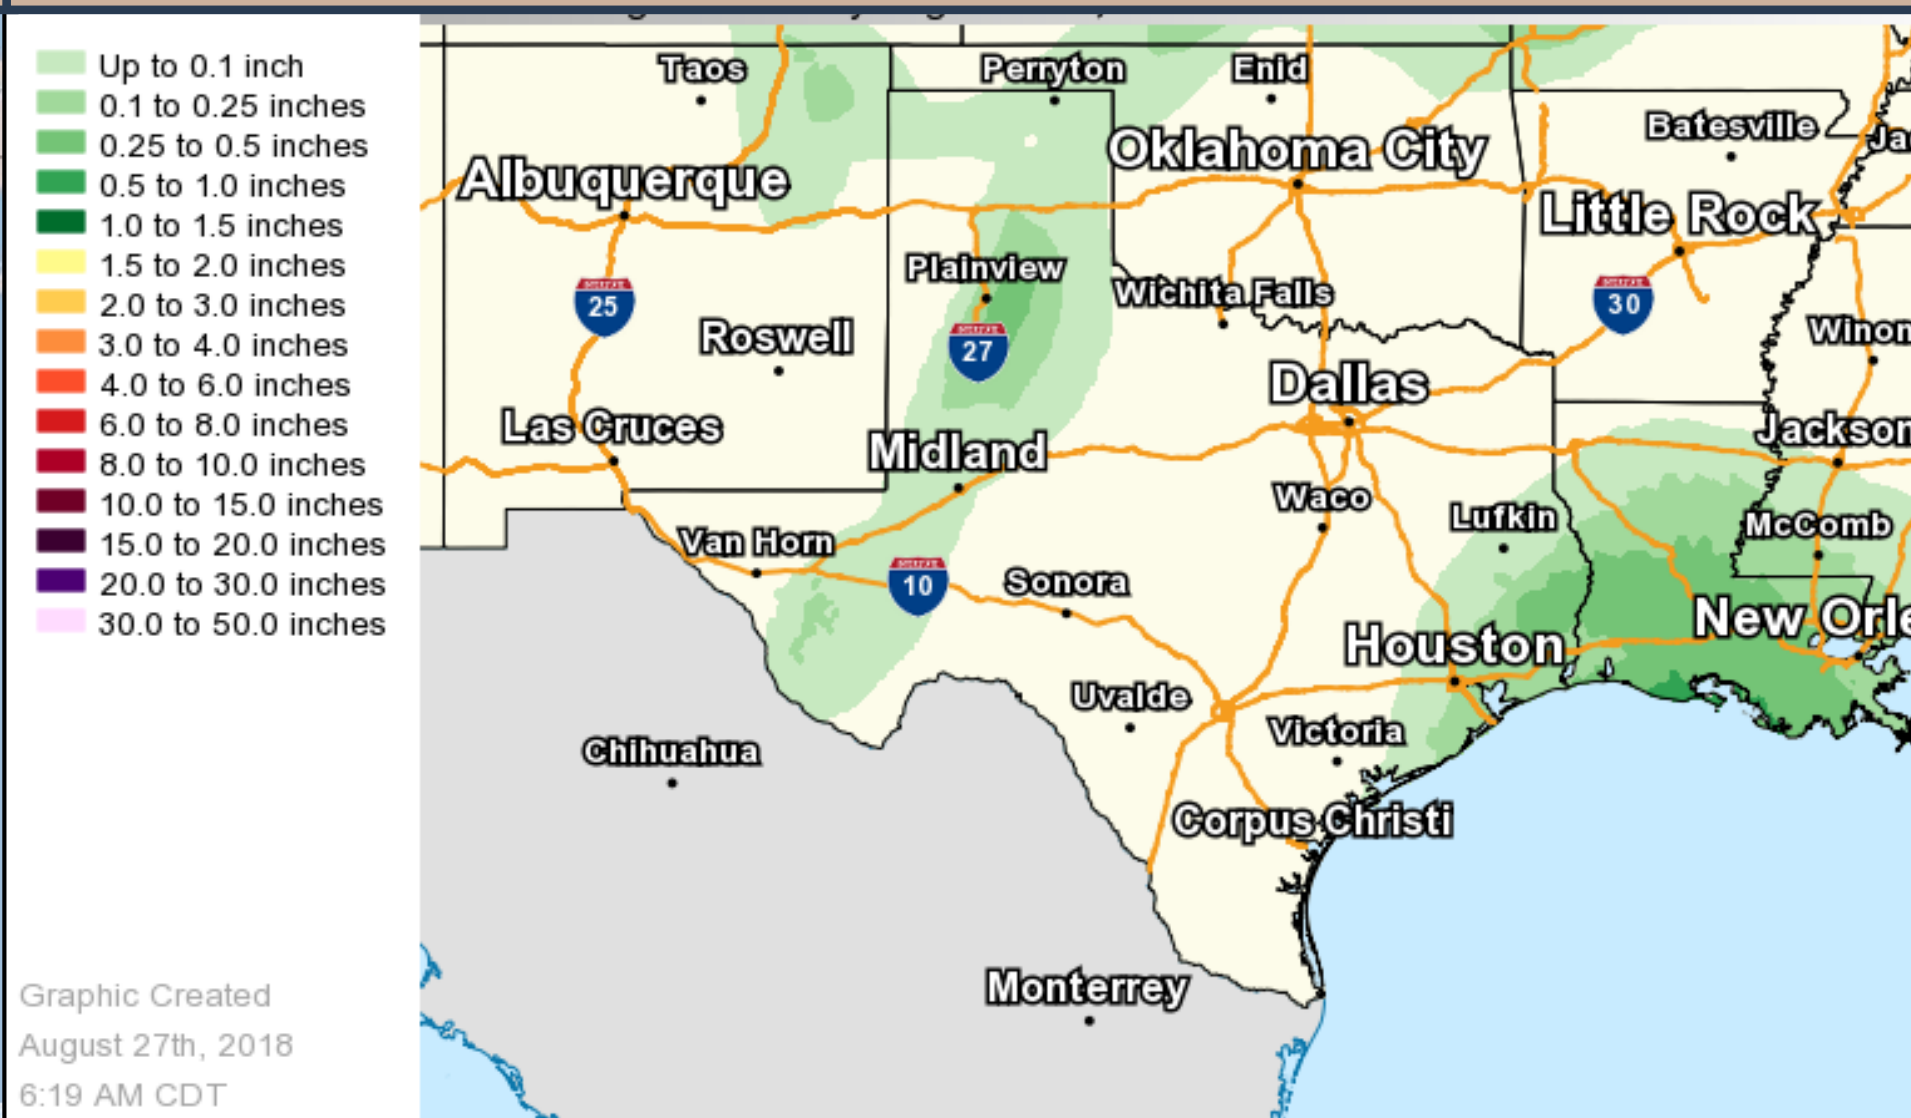 Up to 0.1 inch
0.1 to 0.25 inches
0.25 to 0.5 inches
0.5 to 1.0 inches
1.0 to 1.5 inches
1.5 to 2.0 inches
2.0 to 3.0 inches
3.0 to 4.0 inches
4.0 to 6.0 inches
6.0 to 8.0 inches
8.0 to 10.0 inches
10.0 to 15.0 inches
15.0 to 20.0 inches
20.0 to 30.0 inches
30.0 to 50.0 inches
Graphic Created
August 27th, 2018
6:19 AM CDT
Taos
Perryton
Enid
Batesville
Oklahoma City
Albuquerque
Little Rock
Plainview
Wichita Falls
25
30
Roswell
27
Dallas
Las Cruces
Midland
Jackson
Waco
Lufkin
McComb
Van Horn
10
Sonora
New Orle
Houston
Uvalde
Victoria
Chihuahua
Corpus Christi
Monterrey